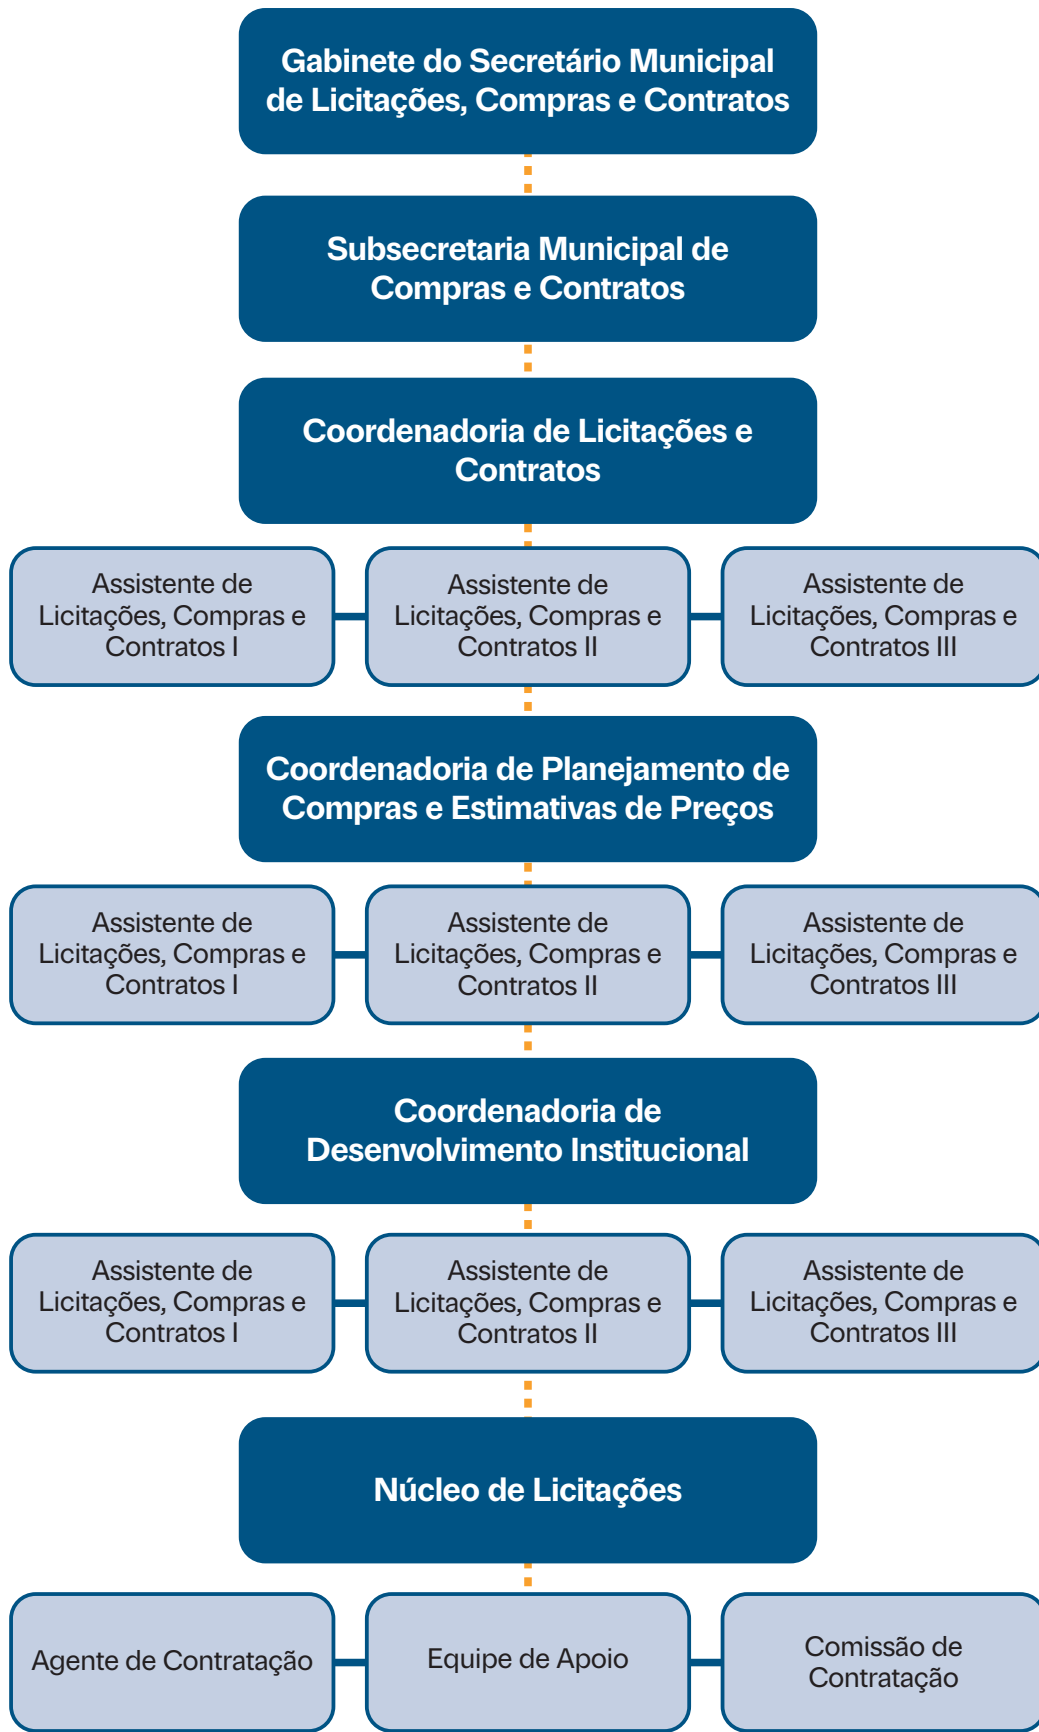 Gabinete do Secretário Municipal
de Licitações, Compras e Contratos
Subsecretaria Municipal de
Compras e Contratos
Coordenadoria de Licitações e
Contratos
Assistente de
Licitações, Compras e
Contratos I
Assistente de
Licitações, Compras e
Contratos II
Assistente de
Licitações, Compras e
Contratos III
Coordenadoria de Planejamento de
Compras e Estimativas de Preços
Assistente de
Licitações, Compras e
Contratos I
Assistente de
Licitações, Compras e
Contratos II
Assistente de
Licitações, Compras e
Contratos III
Coordenadoria de
Desenvolvimento Institucional
Assistente de
Licitações, Compras e
Contratos I
Assistente de
Licitações, Compras e
Contratos II
Assistente de
Licitações, Compras e
Contratos III
Núcleo de Licitações
Agente de Contratação
Equipe de Apoio
Comissão de
Contratação